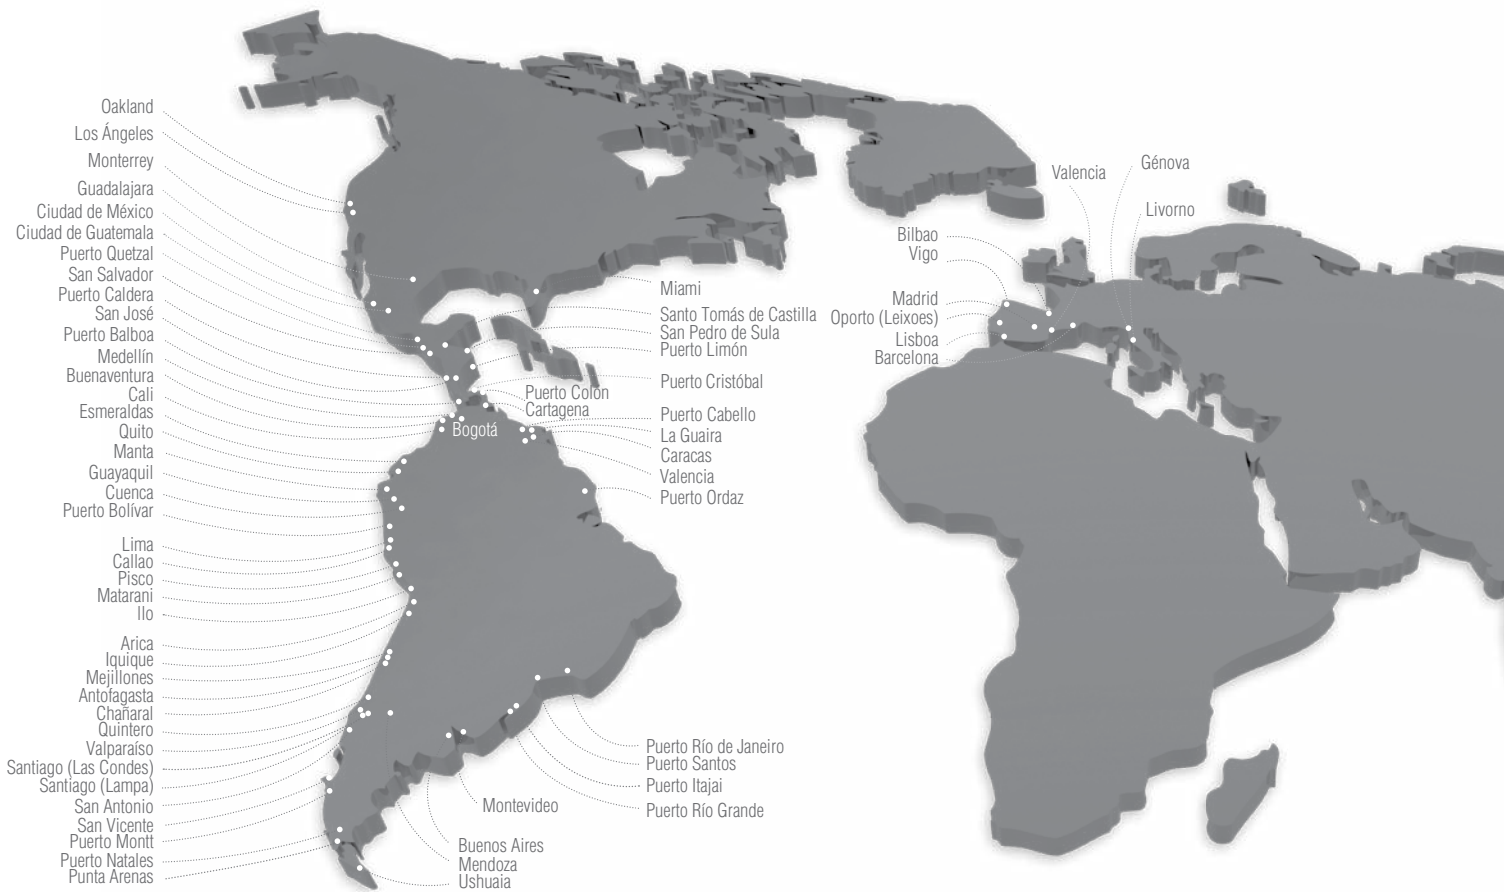 Oakland
Los Ángeles
Monterrey
Guadalajara
Ciudad de México
Ciudad de Guatemala
Puerto Quetzal
San Salvador
Puerto Caldera
San José
Puerto Balboa
Medellín
Buenaventura
Cali
Esmeraldas
Quito
Manta
Guayaquil
Cuenca
Puerto Bolívar
Lima
Callao
Pisco
Matarani
Ilo
Arica
Iquique
Mejillones
Antofagasta
Chañaral
Quintero
Valparaíso
Santiago (Las Condes)
Santiago (Lampa)
San Antonio
San Vicente
Puerto Montt
Puerto Natales
Punta Arenas
Miami
Santo Tomás de Castilla
San Pedro de Sula
Puerto Limón
Puerto Cristóbal
Puerto Colón
Cartagena
Bogotá
Puerto Cabello
La Guaira
Caracas
Valencia
Puerto Ordaz
Puerto Río de Janeiro
Puerto Santos
Puerto Itajai
Puerto Río Grande
Montevideo
Buenos Aires
Mendoza
Ushuaia
Valencia
Génova
Livorno
Bilbao
Vigo
Madrid
Oporto (Leixoes)
Lisboa
Barcelona